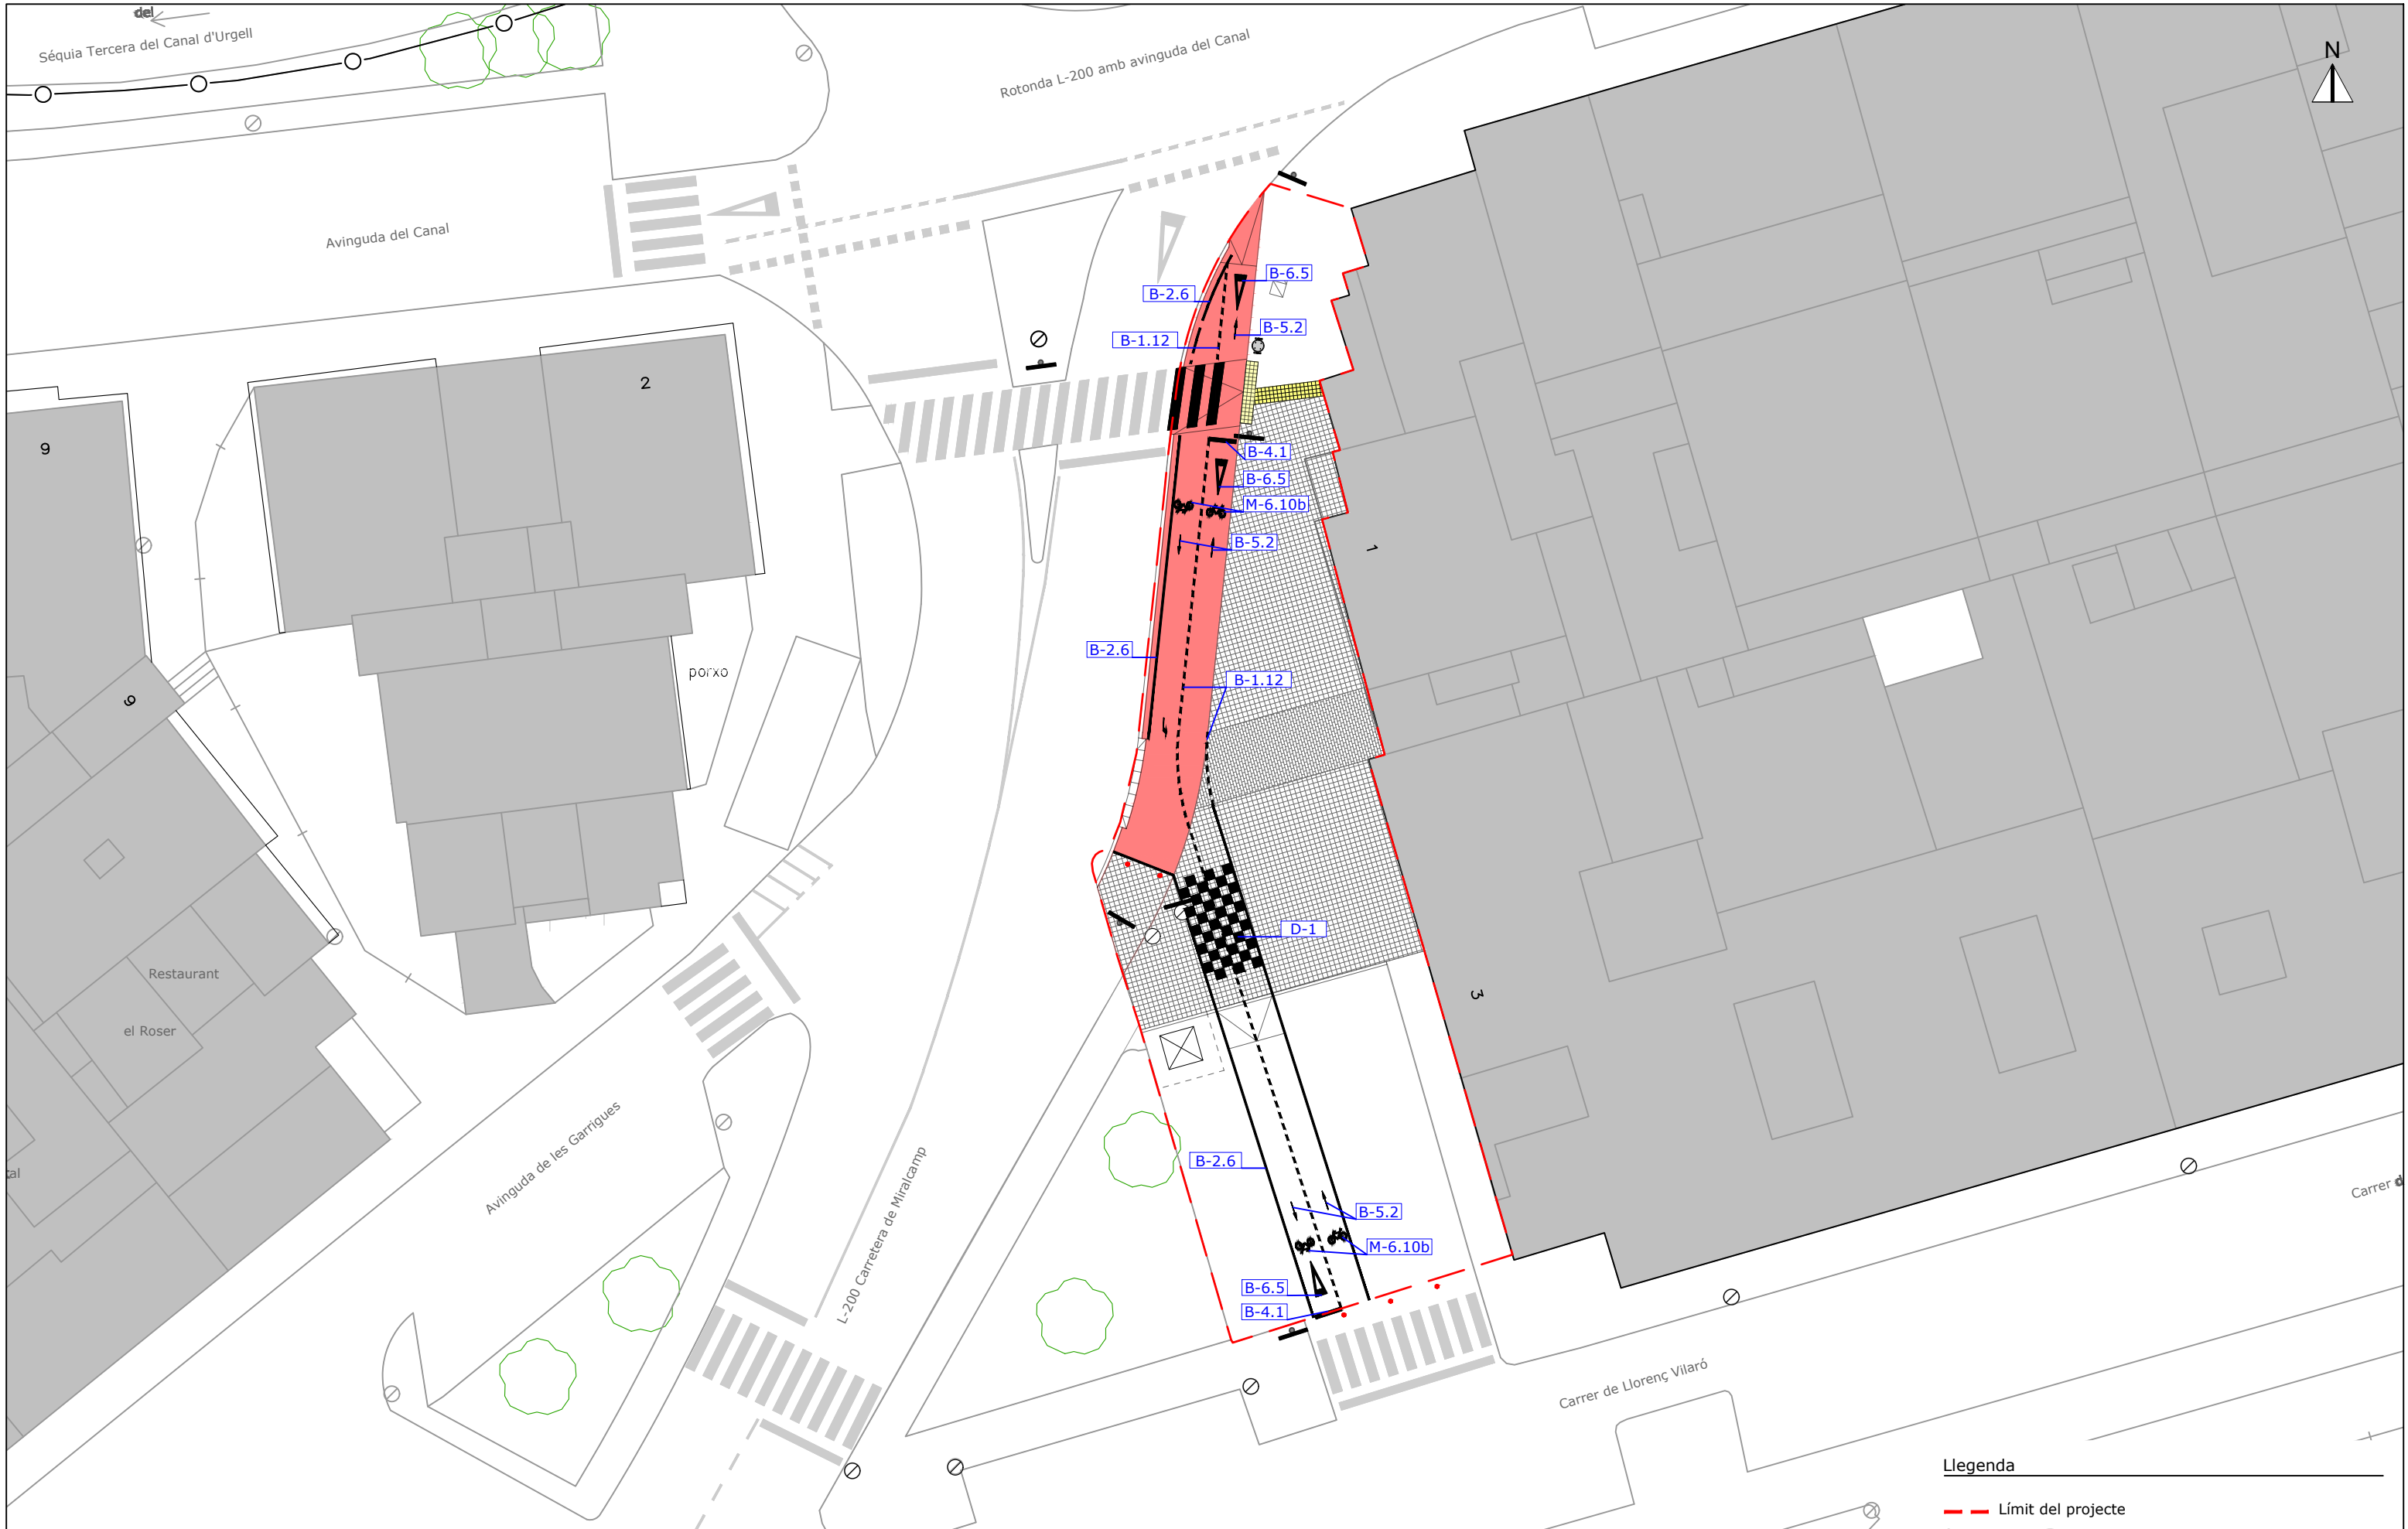 del
Séquia Tercera del Canal d'Urgell
Rotonda L-200 amb avinguda del Canal
N
Avinguda del Canal
B-6.5
B-2.6
B-5.2
B-1.12
2
9
B-4.1
B-6.5
M-6.10b
B-5.2
1
B-2.6
porxo
B-1.12
9
D-1
Restaurant
3
el Roser
Avinguda de les Garrigues
L-200 Carretera de Miralcamp
B-2.6
al
Carrer d
B-5.2
M-6.10b
B-6.5
B-4.1
Carrer de Llorenç Vilaró
Llegenda
Límit del projecte